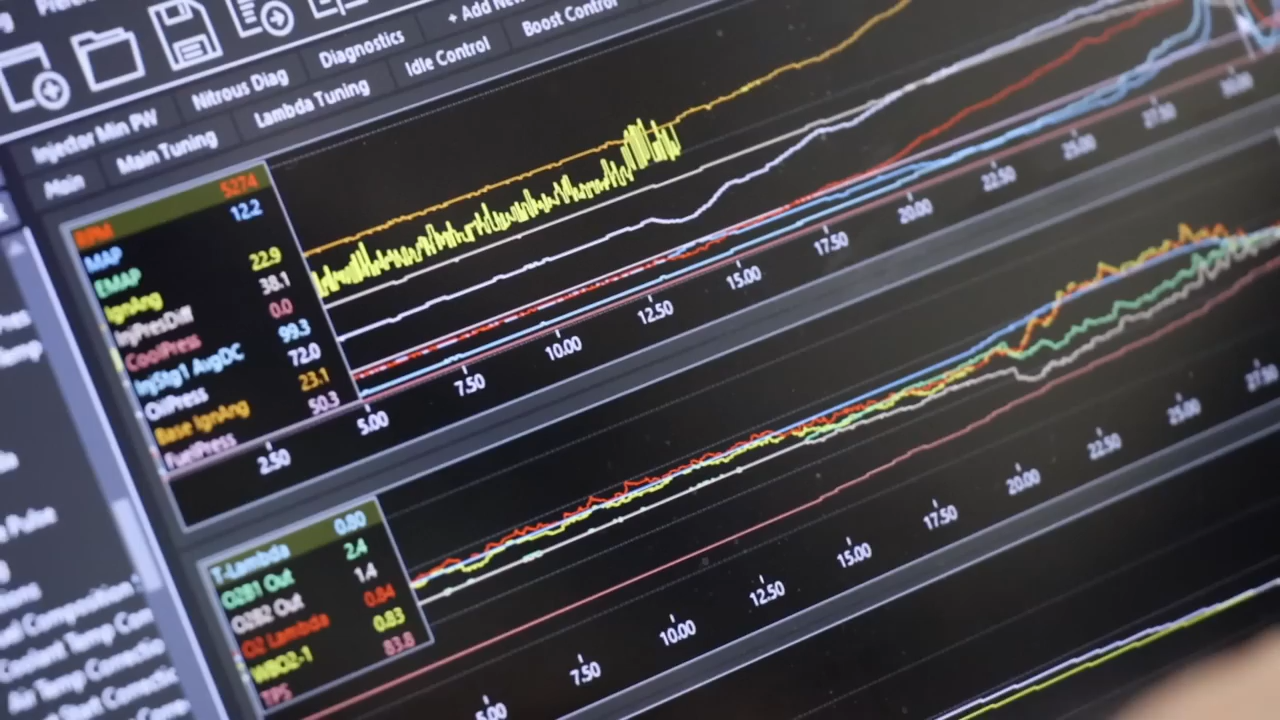 + Add New
Injector Min PW
Nitrous Diag
Diagnostics
Idle Control
Boost Control
Main
Main Tuning
Lambda Tuning
RPM 5274
MAP 12.2
EMAP
IgnAng 22.9
InjPresDiff 38.1
CoolPress 0.0
InjStg1 AvgDC 99.3
OilPress 72.0
Base IgnAng 23.1
FuelPress 50.3
2.50 5.00 7.50 10.00 12.50 15.00 17.50 20.00 22.50 25.00 27.50 30.00
T-Lambda 0.80
O2B1 Out 2.4
O2B2 Out 1.4
O2 Lambda 0.84
WBO2-1 0.83
TPS 83.8
5.00 7.50 10.00 12.50 15.00 17.50 20.00 22.50 25.00 27.50
Pulse
Coolant Temp
Air Temp